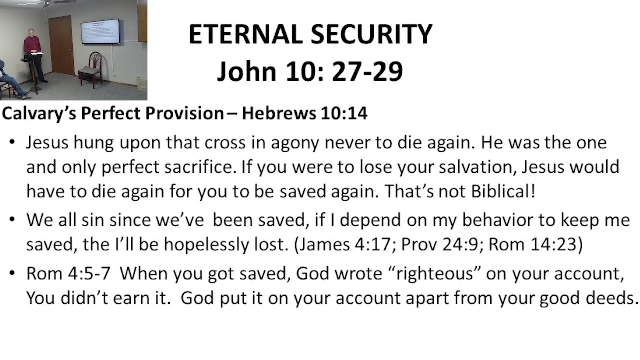 ETERNAL SECURITY
John 10: 27-29
Calvary's Perfect Provision – Hebrews 10:14
• Jesus hung upon that cross in agony never to die again. He was the one
and only perfect sacrifice. If you were to lose your salvation, Jesus would
have to die again for you to be saved again. That's not Biblical!
• We all sin since we've been saved, if I depend on my behavior to keep me
saved, the I'll be hopelessly lost. (James 4:17; Prov 24:9; Rom 14:23)
• Rom 4:5-7 When you got saved, God wrote "righteous" on your account,
You didn't earn it. God put it on your account apart from your good deeds.